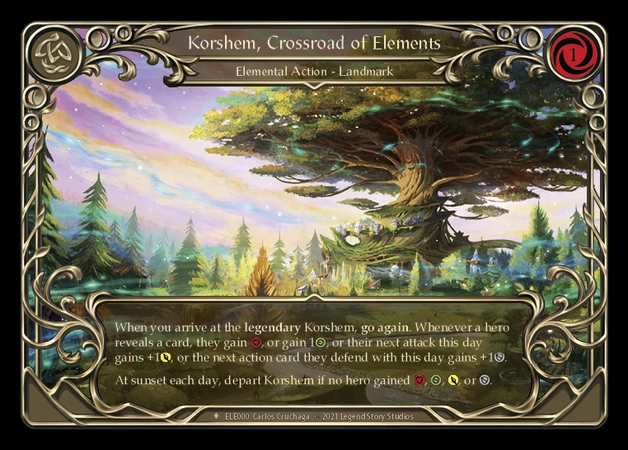 Korshem, Crossroad of Elements
1
Elemental Action - Landmark
When you arrive at the legendary Korshem, go again. Whenever a hero
reveals a card, they gain , or gain 1, or their next attack this day
gains +1, or the next action card they defend with this day gains +1.
At sunset each day, depart Korshem if no hero gained , , , or .
ELE000 Carlos Cruchaga · ©2021 Legend Story Studios